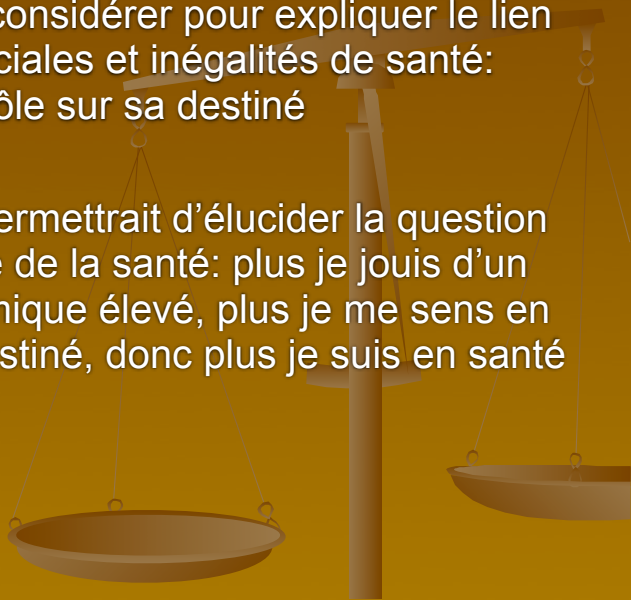 considérer pour expliquer le lien
ciales et inégalités de santé:
ôle sur sa destiné
ermettrait d'élucider la question
e de la santé: plus je jouis d'un
nique élevé, plus je me sens en
stiné, donc plus je suis en santé